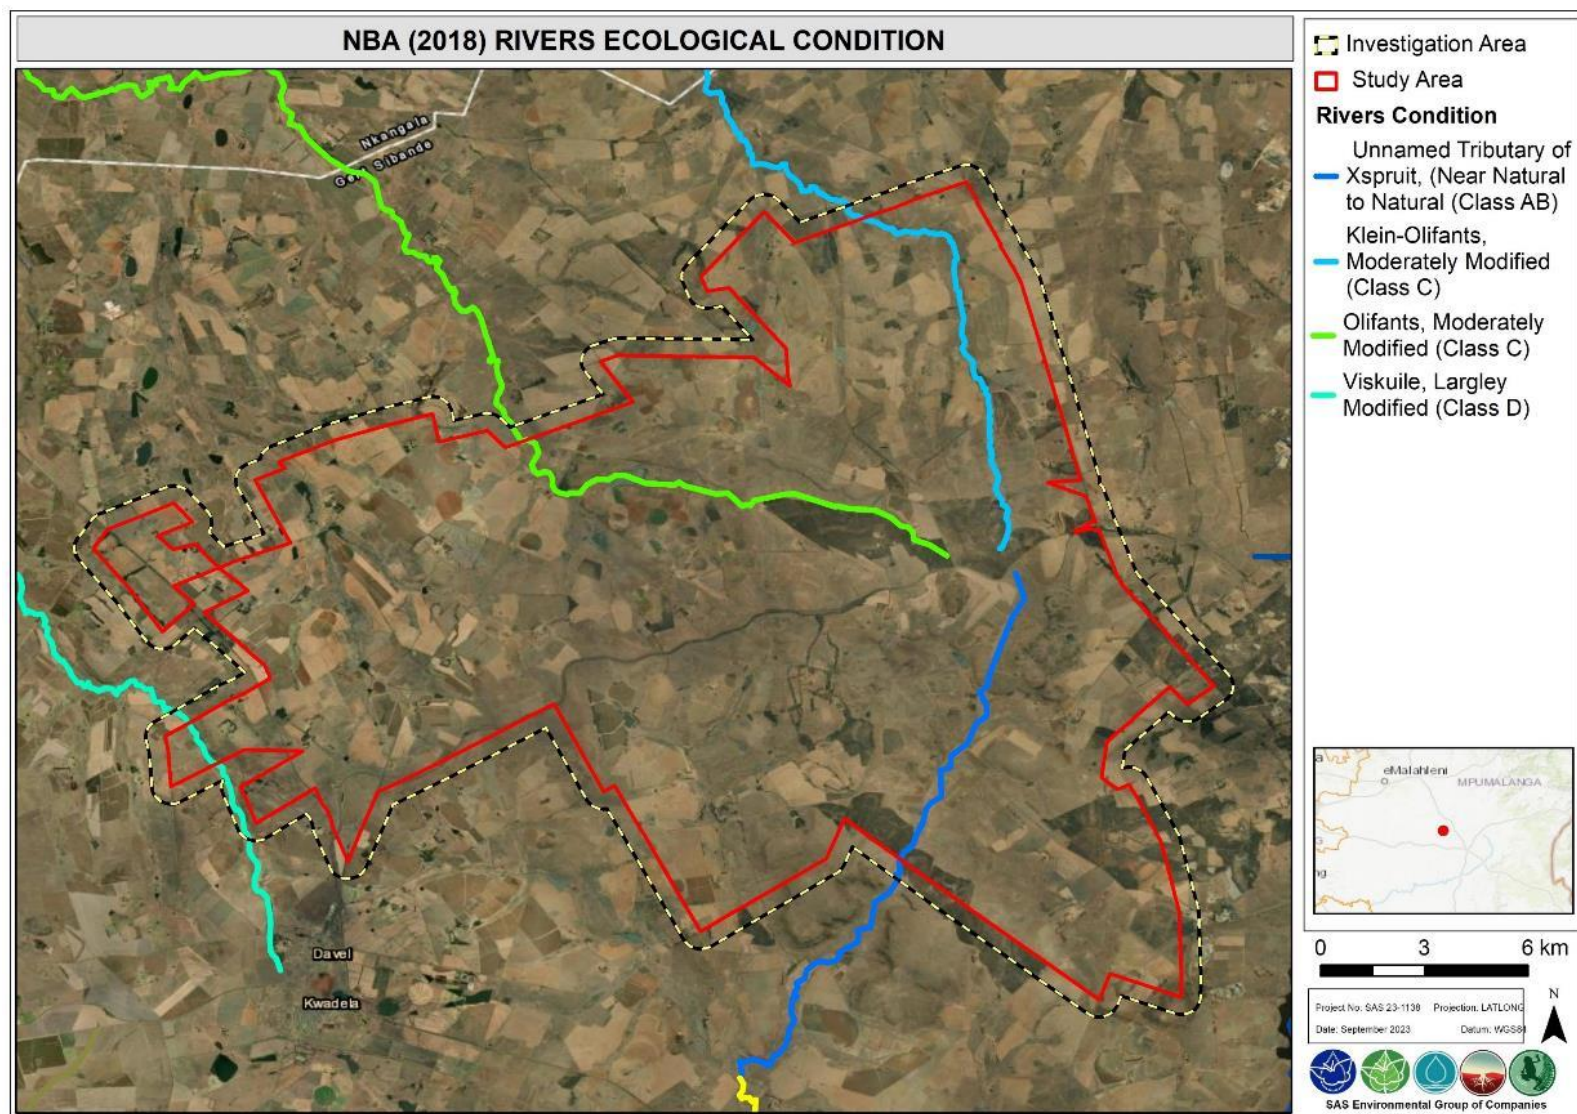 NBA (2018) RIVERS ECOLOGICAL CONDITION
Nkangala
Gert Sibande
Davel
Kwadela
Investigation Area
Study Area
Rivers Condition
Unnamed Tributary of
Xspruit, (Near Natural
to Natural (Class AB)
Klein-Olifants,
Moderately Modified
(Class C)
Olifants, Moderately
Modified (Class C)
Viskuile, Largley
Modified (Class D)
eMalahleni
MPUMALANGA
0 3 6 km
Project No: SAS 23-1138 Projection: LATLONG
Date: September 2023 Datum: WGS84
N
SAS Environmental Group of Companies